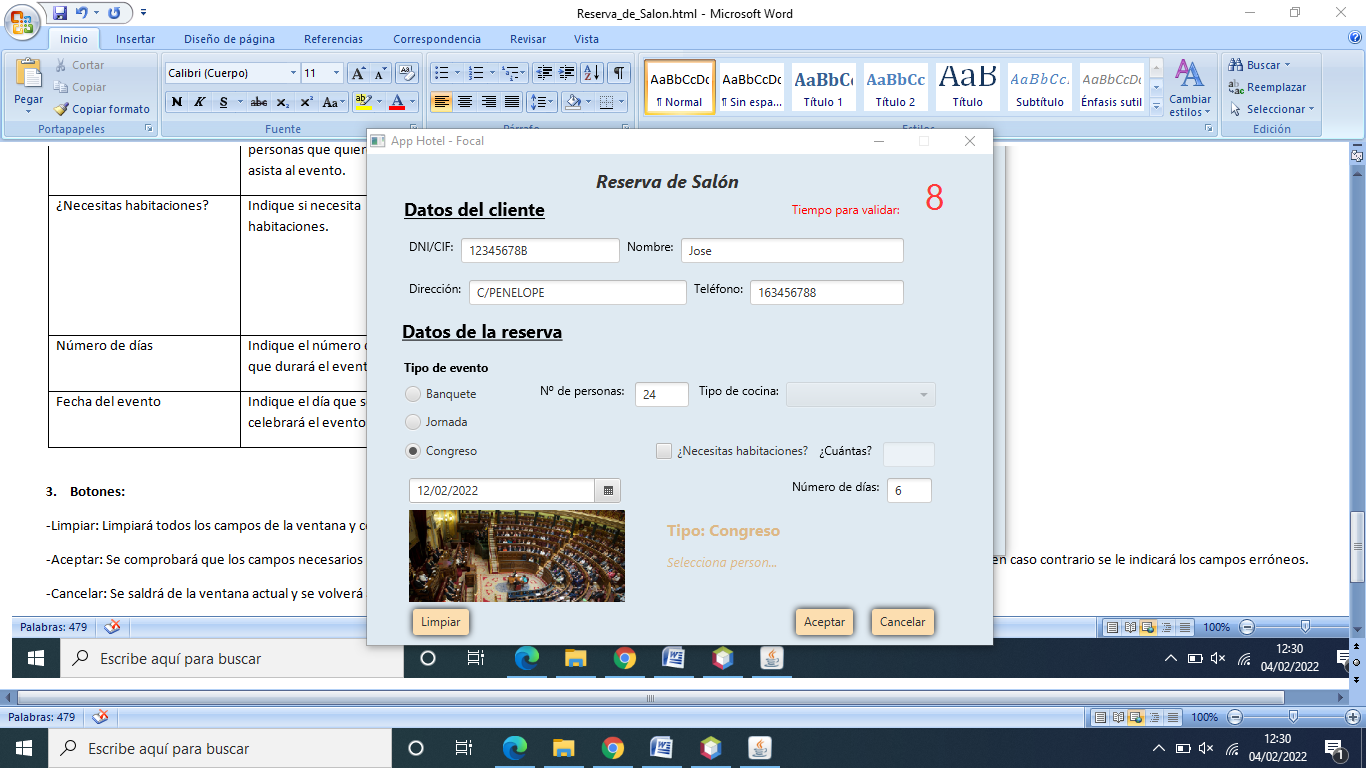 Reserva_de_Salon.html - Microsoft Word
Inicio Insertar Diseño de página Referencias Correspondencia Revisar Vista
Pegar
Cortar
Copiar
Copiar formato
Portapapeles
Calibri (Cuerpo) 11
N K S abc x₂ x² Aa ab A
Fuente
Párrafo
AaBbCcDc AaBbCcDc AaBbCc AaBbCc AaB AaBbCc. AaBbCcDc
¶ Normal ¶ Sin espa... Título 1 Título 2 Título Subtítulo Énfasis sutil
Cambiar estilos
Estilos
Buscar
Reemplazar
Seleccionar
Edición
personas que quier
asista al evento.
¿Necesitas habitaciones? Indique si necesita
habitaciones.
Número de días Indique el número
que durará el event
Fecha del evento Indique el día que s
celebrará el evento
3. Botones:
-Limpiar: Limpiará todos los campos de la ventana y
-Aceptar: Se comprobará que los campos necesarios
en caso contrario se le indicará los campos erróneos.
-Cancelar: Se saldrá de la ventana actual y se volverá
App Hotel - Focal
Reserva de Salón
Datos del cliente
Tiempo para validar: 8
DNI/CIF: 12345678B Nombre: Jose
Dirección: C/PENELOPE Teléfono: 163456788
Datos de la reserva
Tipo de evento
Banquete Nº de personas: 24 Tipo de cocina:
Jornada
Congreso ¿Necesitas habitaciones? ¿Cuántas?
12/02/2022 Número de días: 6
Tipo: Congreso
Selecciona person...
Limpiar Aceptar Cancelar
Palabras: 479 100%
Escribe aquí para buscar 12:30
04/02/2022
Palabras: 479 100%
Escribe aquí para buscar 12:30
04/02/2022 1